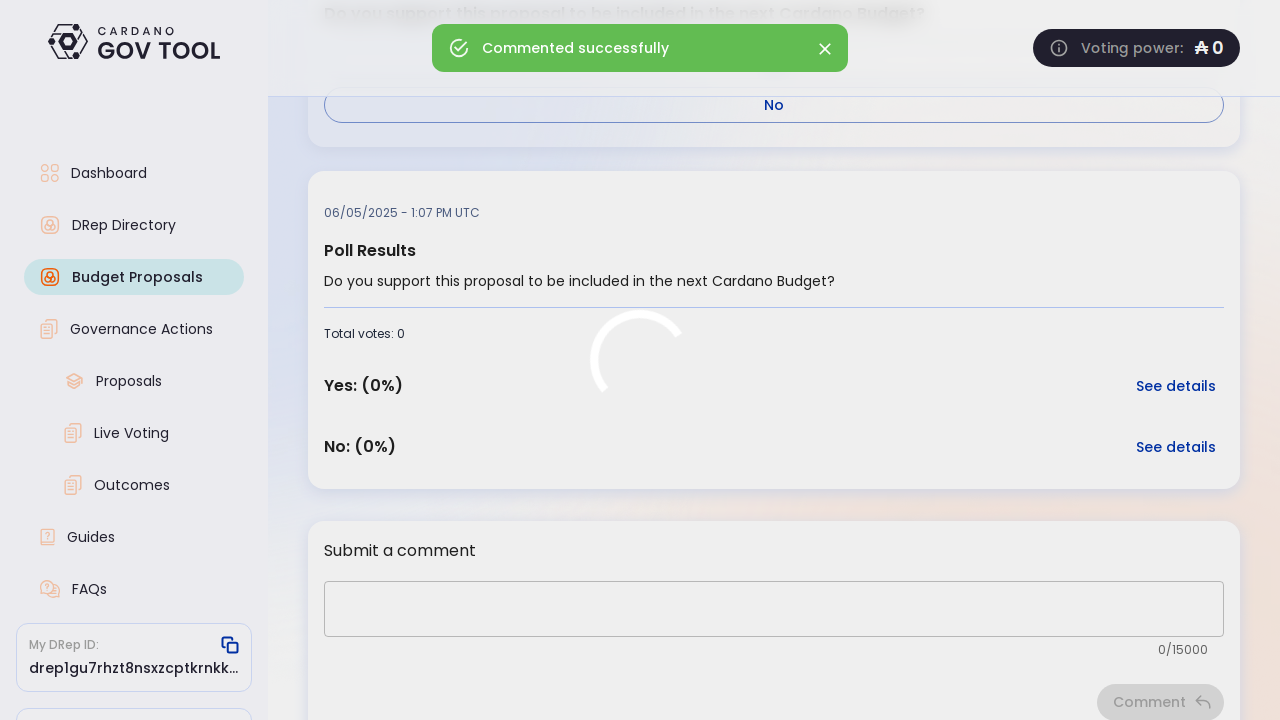 Do you support this proposal to be included in the next Cardano Budget?
CARDANO
GOV TOOL
Commented successfully
Voting power: ₳ 0
No
Dashboard
DRep Directory
Budget Proposals
Governance Actions
Proposals
Live Voting
Outcomes
Guides
FAQs
My DRep ID:
drep1gu7rhzt8nsxzcptkrnkk...
06/05/2025 - 1:07 PM UTC
Poll Results
Do you support this proposal to be included in the next Cardano Budget?
Total votes: 0
Yes: (0%)
See details
No: (0%)
See details
Submit a comment
0/15000
Comment